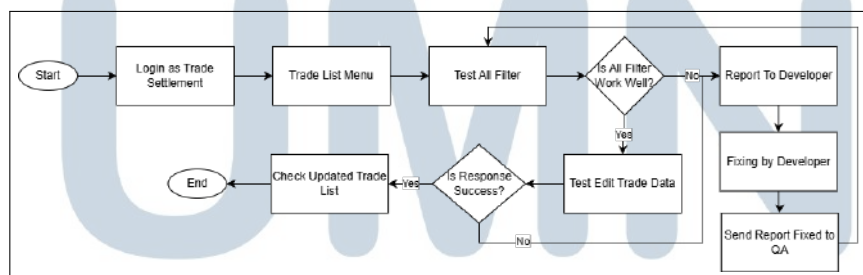 Start
Login as Trade
Settlement
Trade List Menu
Test All Filter
Is All Filter
Work Well?
No
Report To Developer
Yes
Fixing by Developer
End
Check Updated Trade
List
Yes
Is Response
Success?
Test Edit Trade Data
No
Send Report Fixed to
QA
UMN